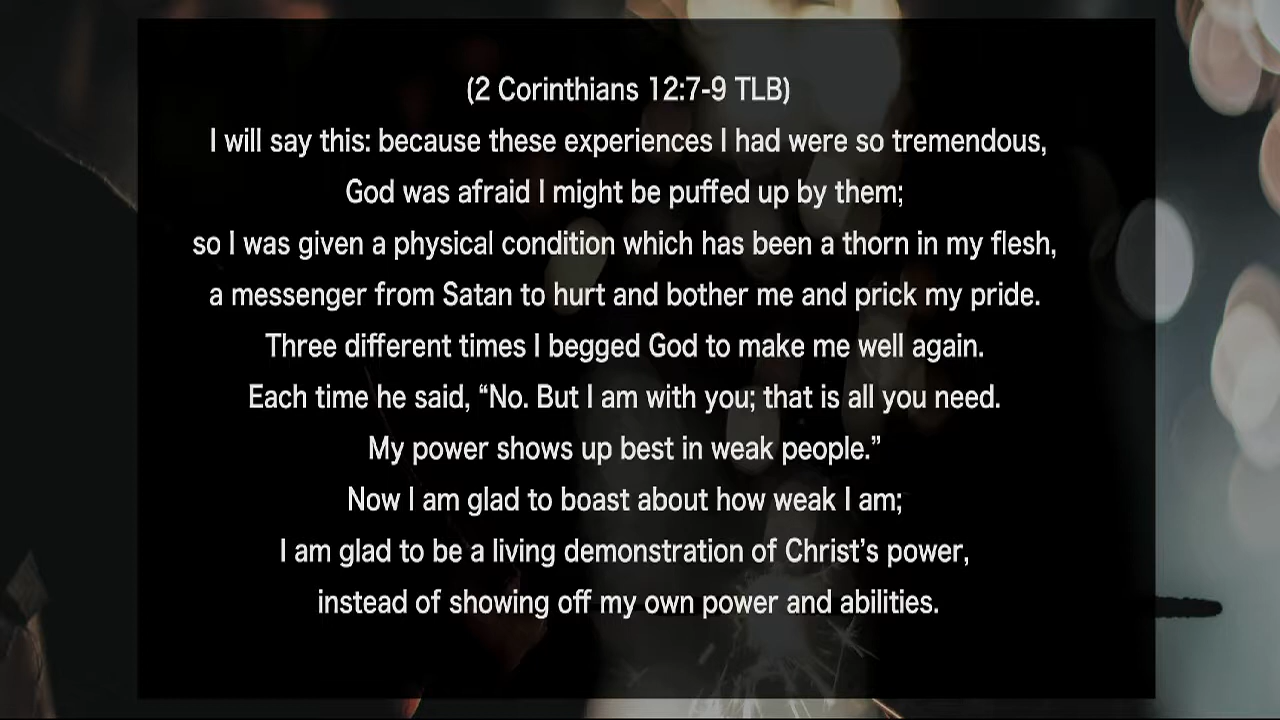 (2 Corinthians 12:7-9 TLB)
I will say this: because these experiences I had were so tremendous,
God was afraid I might be puffed up by them;
so I was given a physical condition which has been a thorn in my flesh,
a messenger from Satan to hurt and bother me and prick my pride.
Three different times I begged God to make me well again.
Each time he said, “No. But I am with you; that is all you need.
My power shows up best in weak people.”
Now I am glad to boast about how weak I am;
I am glad to be a living demonstration of Christ’s power,
instead of showing off my own power and abilities.